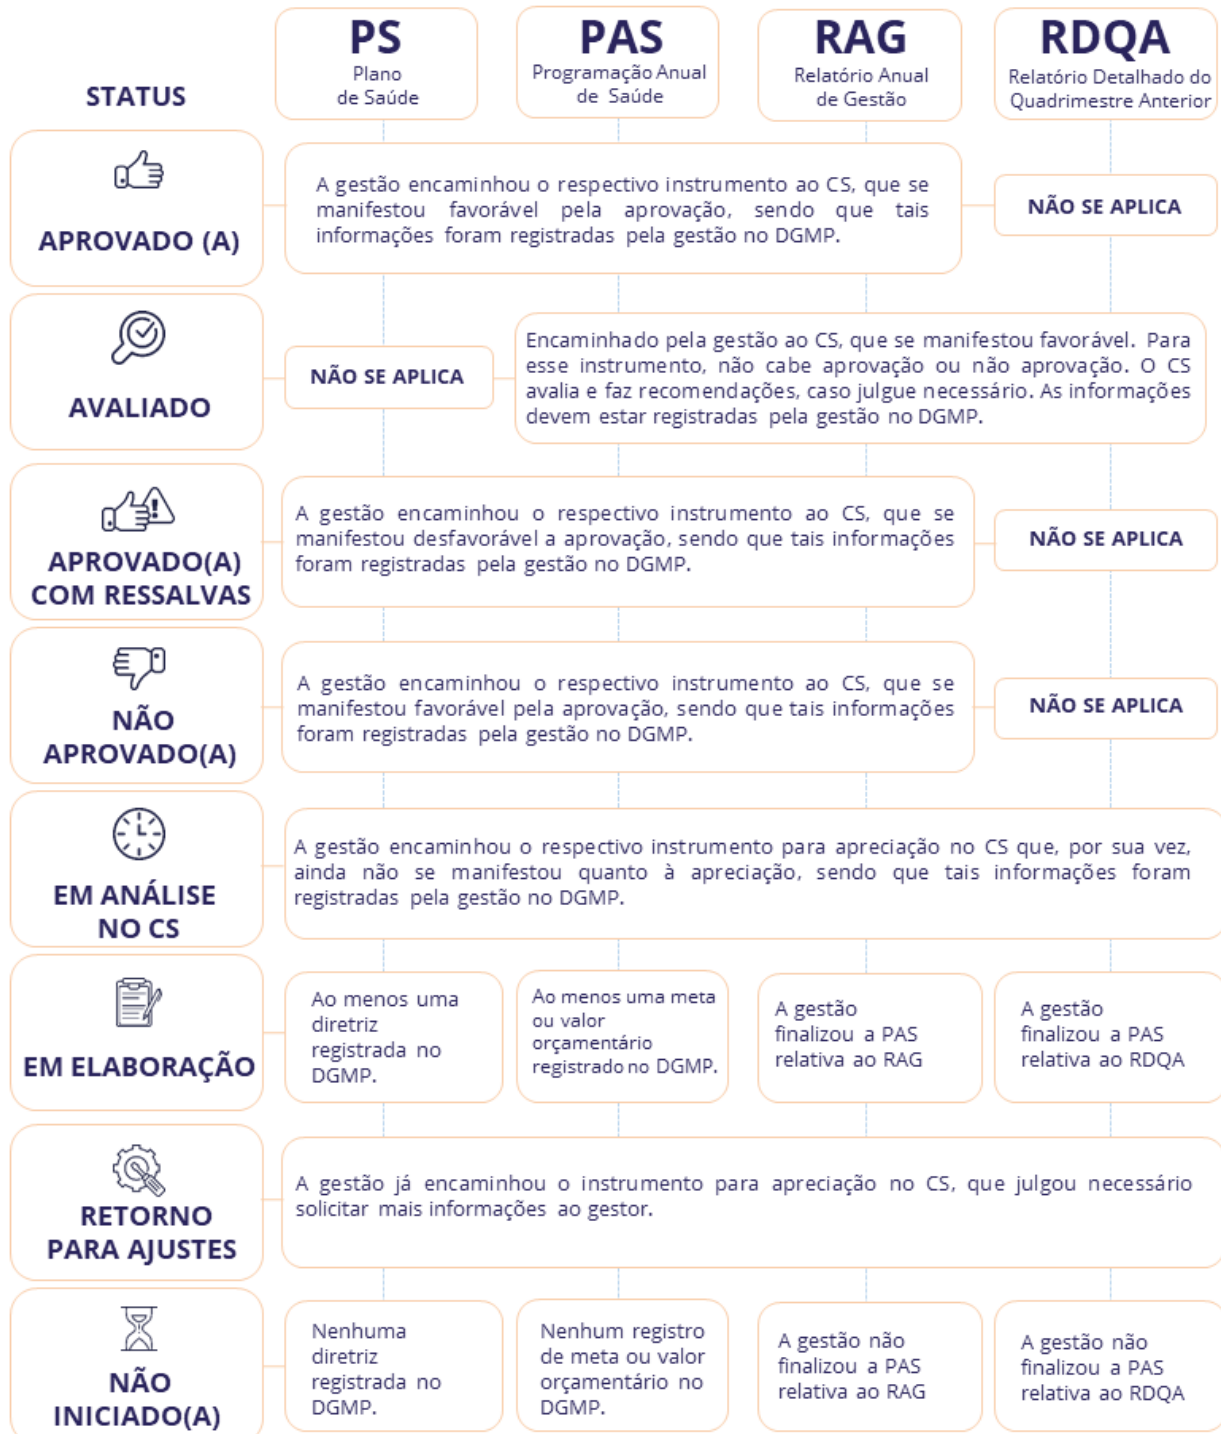 STATUS
PS
Plano
de Saúde
PAS
Programação Anual
de Saúde
RAG
Relatório Anual
de Gestão
RDQA
Relatório Detalhado do
Quadrimestre Anterior
APROVADO (A)
A gestão encaminhou o respectivo instrumento ao CS, que se
manifestou favorável pela aprovação, sendo que tais
informações foram registradas pela gestão no DGMP.
NÃO SE APLICA
AVALIADO
NÃO SE APLICA
Encaminhado pela gestão ao CS, que se manifestou favorável. Para
esse instrumento, não cabe aprovação ou não aprovação. O CS
avalia e faz recomendações, caso julgue necessário. As informações
devem estar registradas pela gestão no DGMP.
APROVADO(A)
COM RESSALVAS
A gestão encaminhou o respectivo instrumento ao CS, que se
manifestou desfavorável a aprovação, sendo que tais informações
foram registradas pela gestão no DGMP.
NÃO SE APLICA
NÃO
APROVADO(A)
A gestão encaminhou o respectivo instrumento ao CS, que se
manifestou favorável pela aprovação, sendo que tais informações
foram registradas pela gestão no DGMP.
NÃO SE APLICA
EM ANÁLISE
NO CS
A gestão encaminhou o respectivo instrumento para apreciação no CS que, por sua vez,
ainda não se manifestou quanto à apreciação, sendo que tais informações foram
registradas pela gestão no DGMP.
EM ELABORAÇÃO
Ao menos uma
diretriz
registrada no
DGMP.
Ao menos uma meta
ou valor
orçamentário
registrado no DGMP.
A gestão
finalizou a PAS
relativa ao RAG
A gestão
finalizou a PAS
relativa ao RDQA
RETORNO
PARA AJUSTES
A gestão já encaminhou o instrumento para apreciação no CS, que julgou necessário
solicitar mais informações ao gestor.
NÃO
INICIADO(A)
Nenhuma
diretriz
registrada no
DGMP.
Nenhum registro
de meta ou valor
orçamentário no
DGMP.
A gestão não
finalizou a PAS
relativa ao RAG
A gestão não
finalizou a PAS
relativa ao RDQA